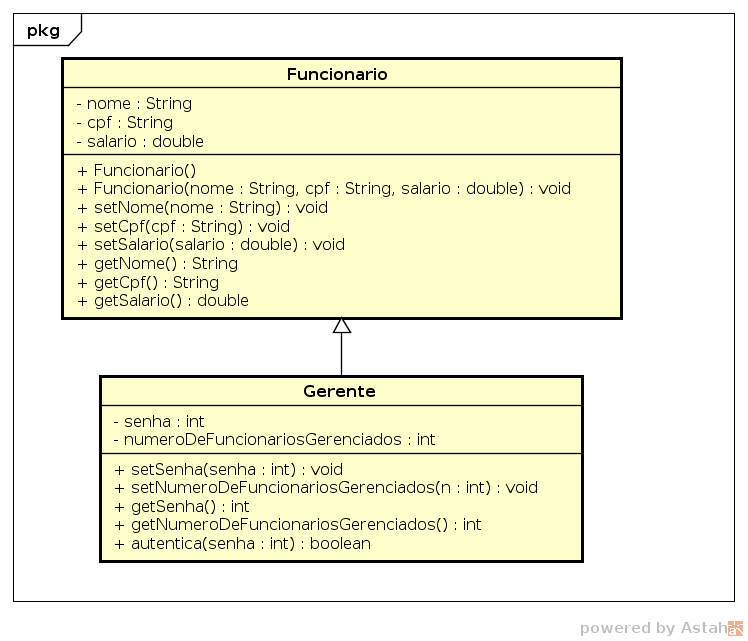 pkg
Funcionario
- nome : String
- cpf : String
- salario : double
+ Funcionario()
+ Funcionario(nome : String, cpf : String, salario : double) : void
+ setNome(nome : String) : void
+ setCpf(cpf : String) : void
+ setSalario(salario : double) : void
+ getNome() : String
+ getCpf() : String
+ getSalario() : double
Gerente
- senha : int
- numeroDeFuncionariosGerenciados : int
+ setSenha(senha : int) : void
+ setNumeroDeFuncionariosGerenciados(n : int) : void
+ getSenha() : int
+ getNumeroDeFuncionariosGerenciados() : int
+ autentica(senha : int) : boolean
powered by Astah